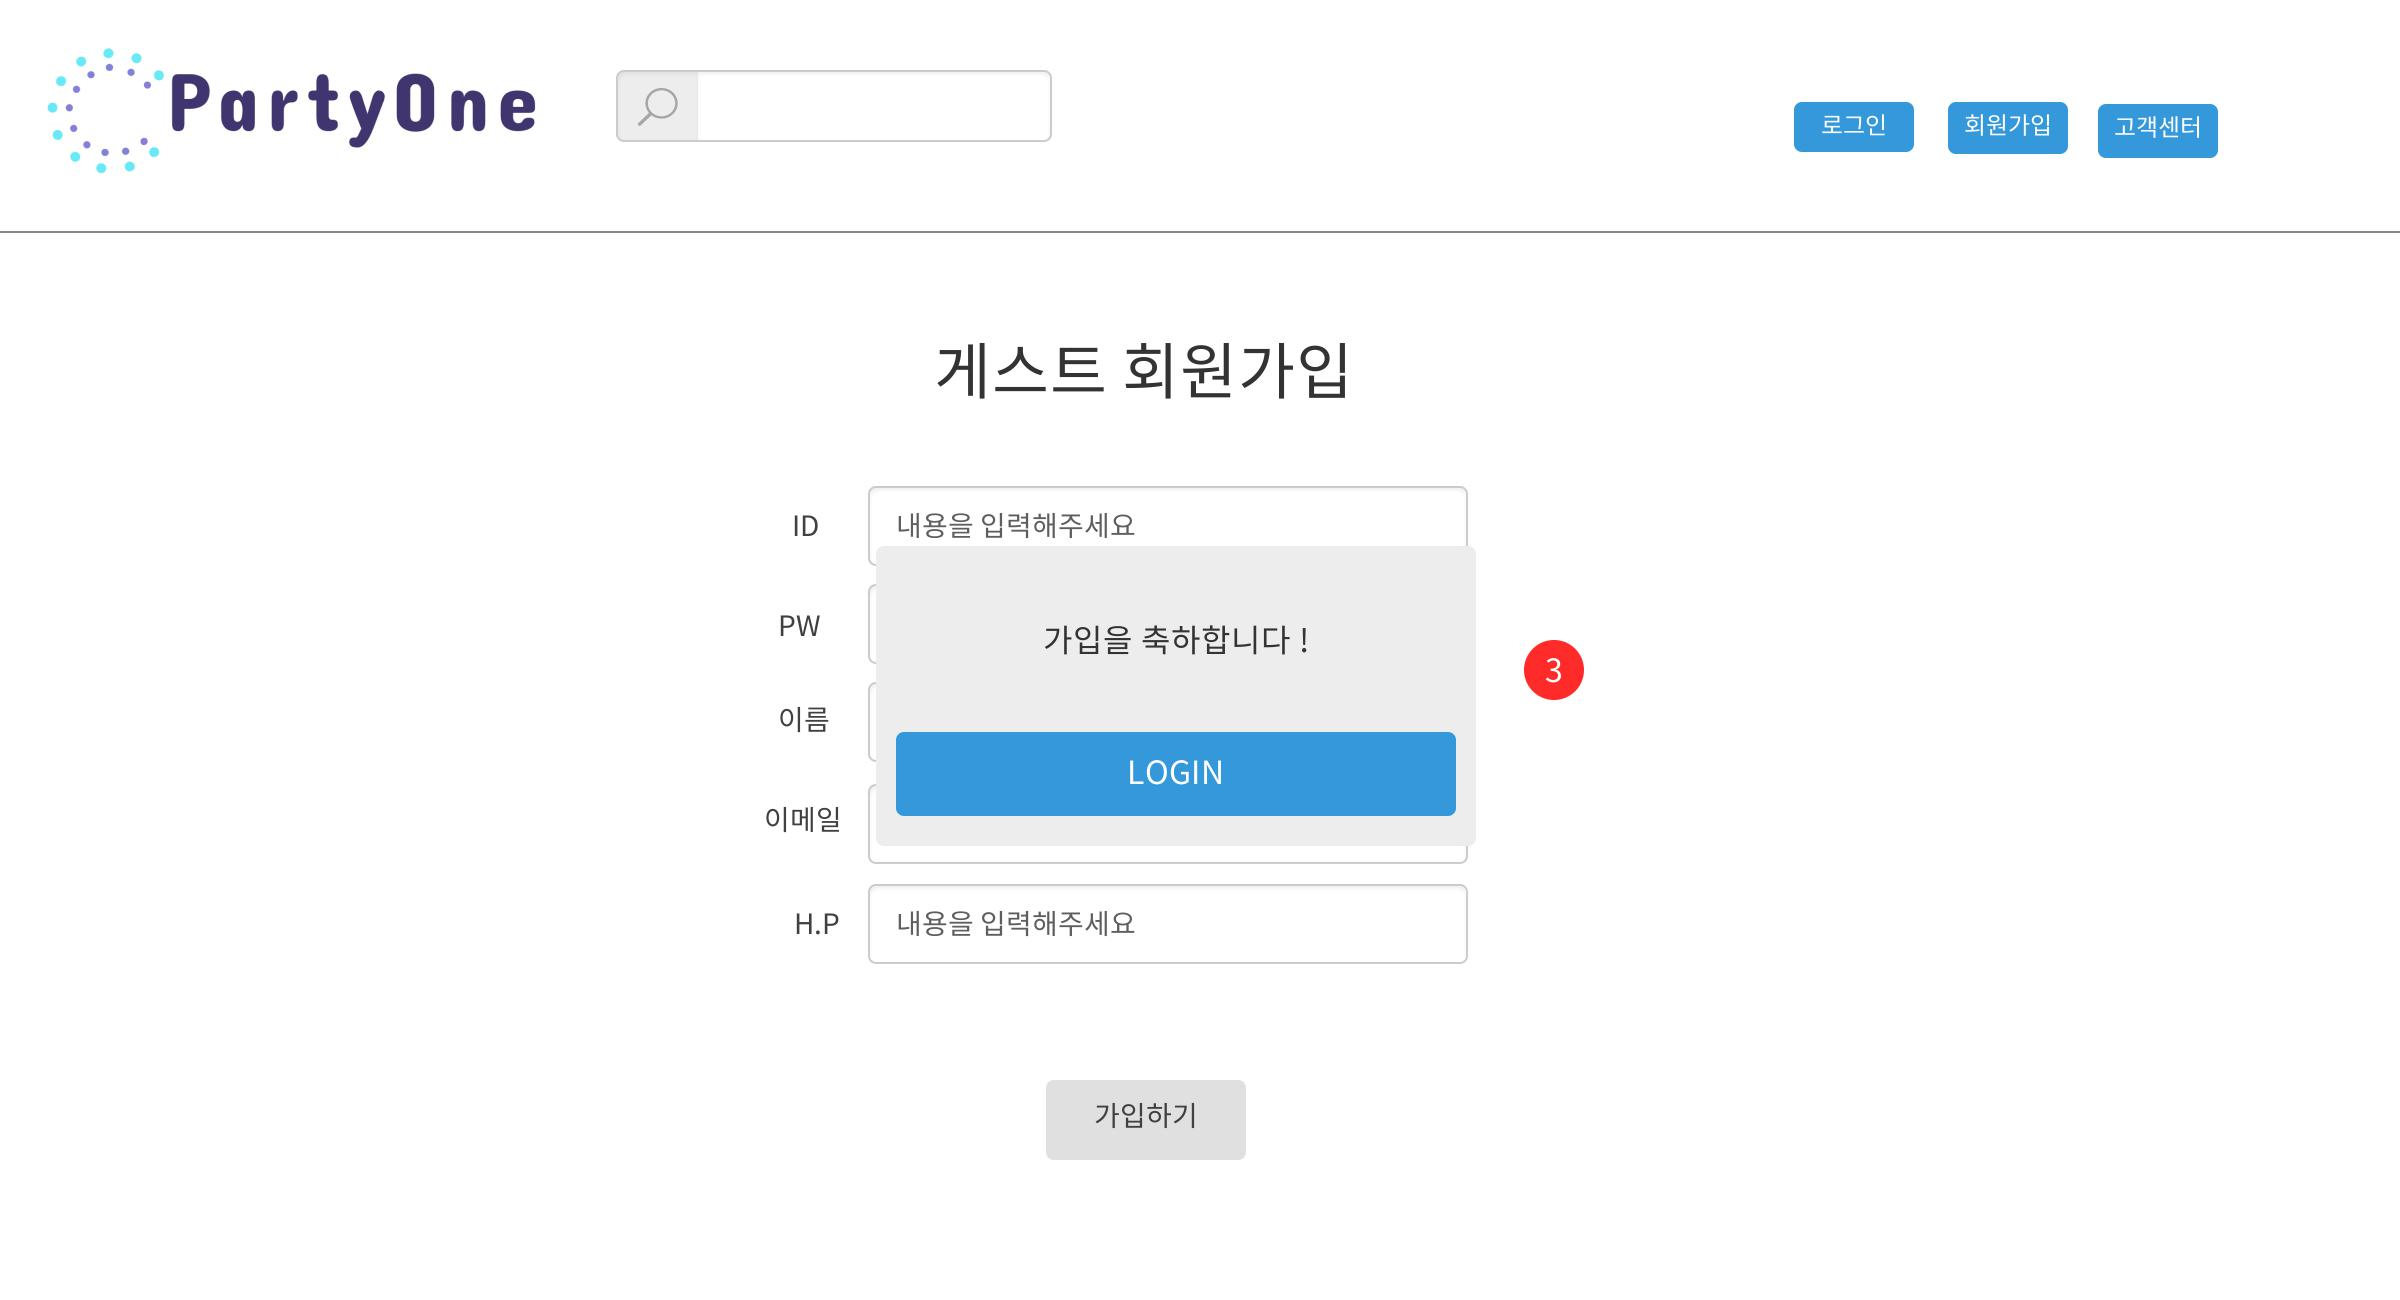 PartyOne
로그인
회원가입
고객센터
게스트 회원가입
ID
내용을 입력해주세요
PW
가입을 축하합니다 !
3
이름
LOGIN
이메일
H.P
내용을 입력해주세요
가입하기